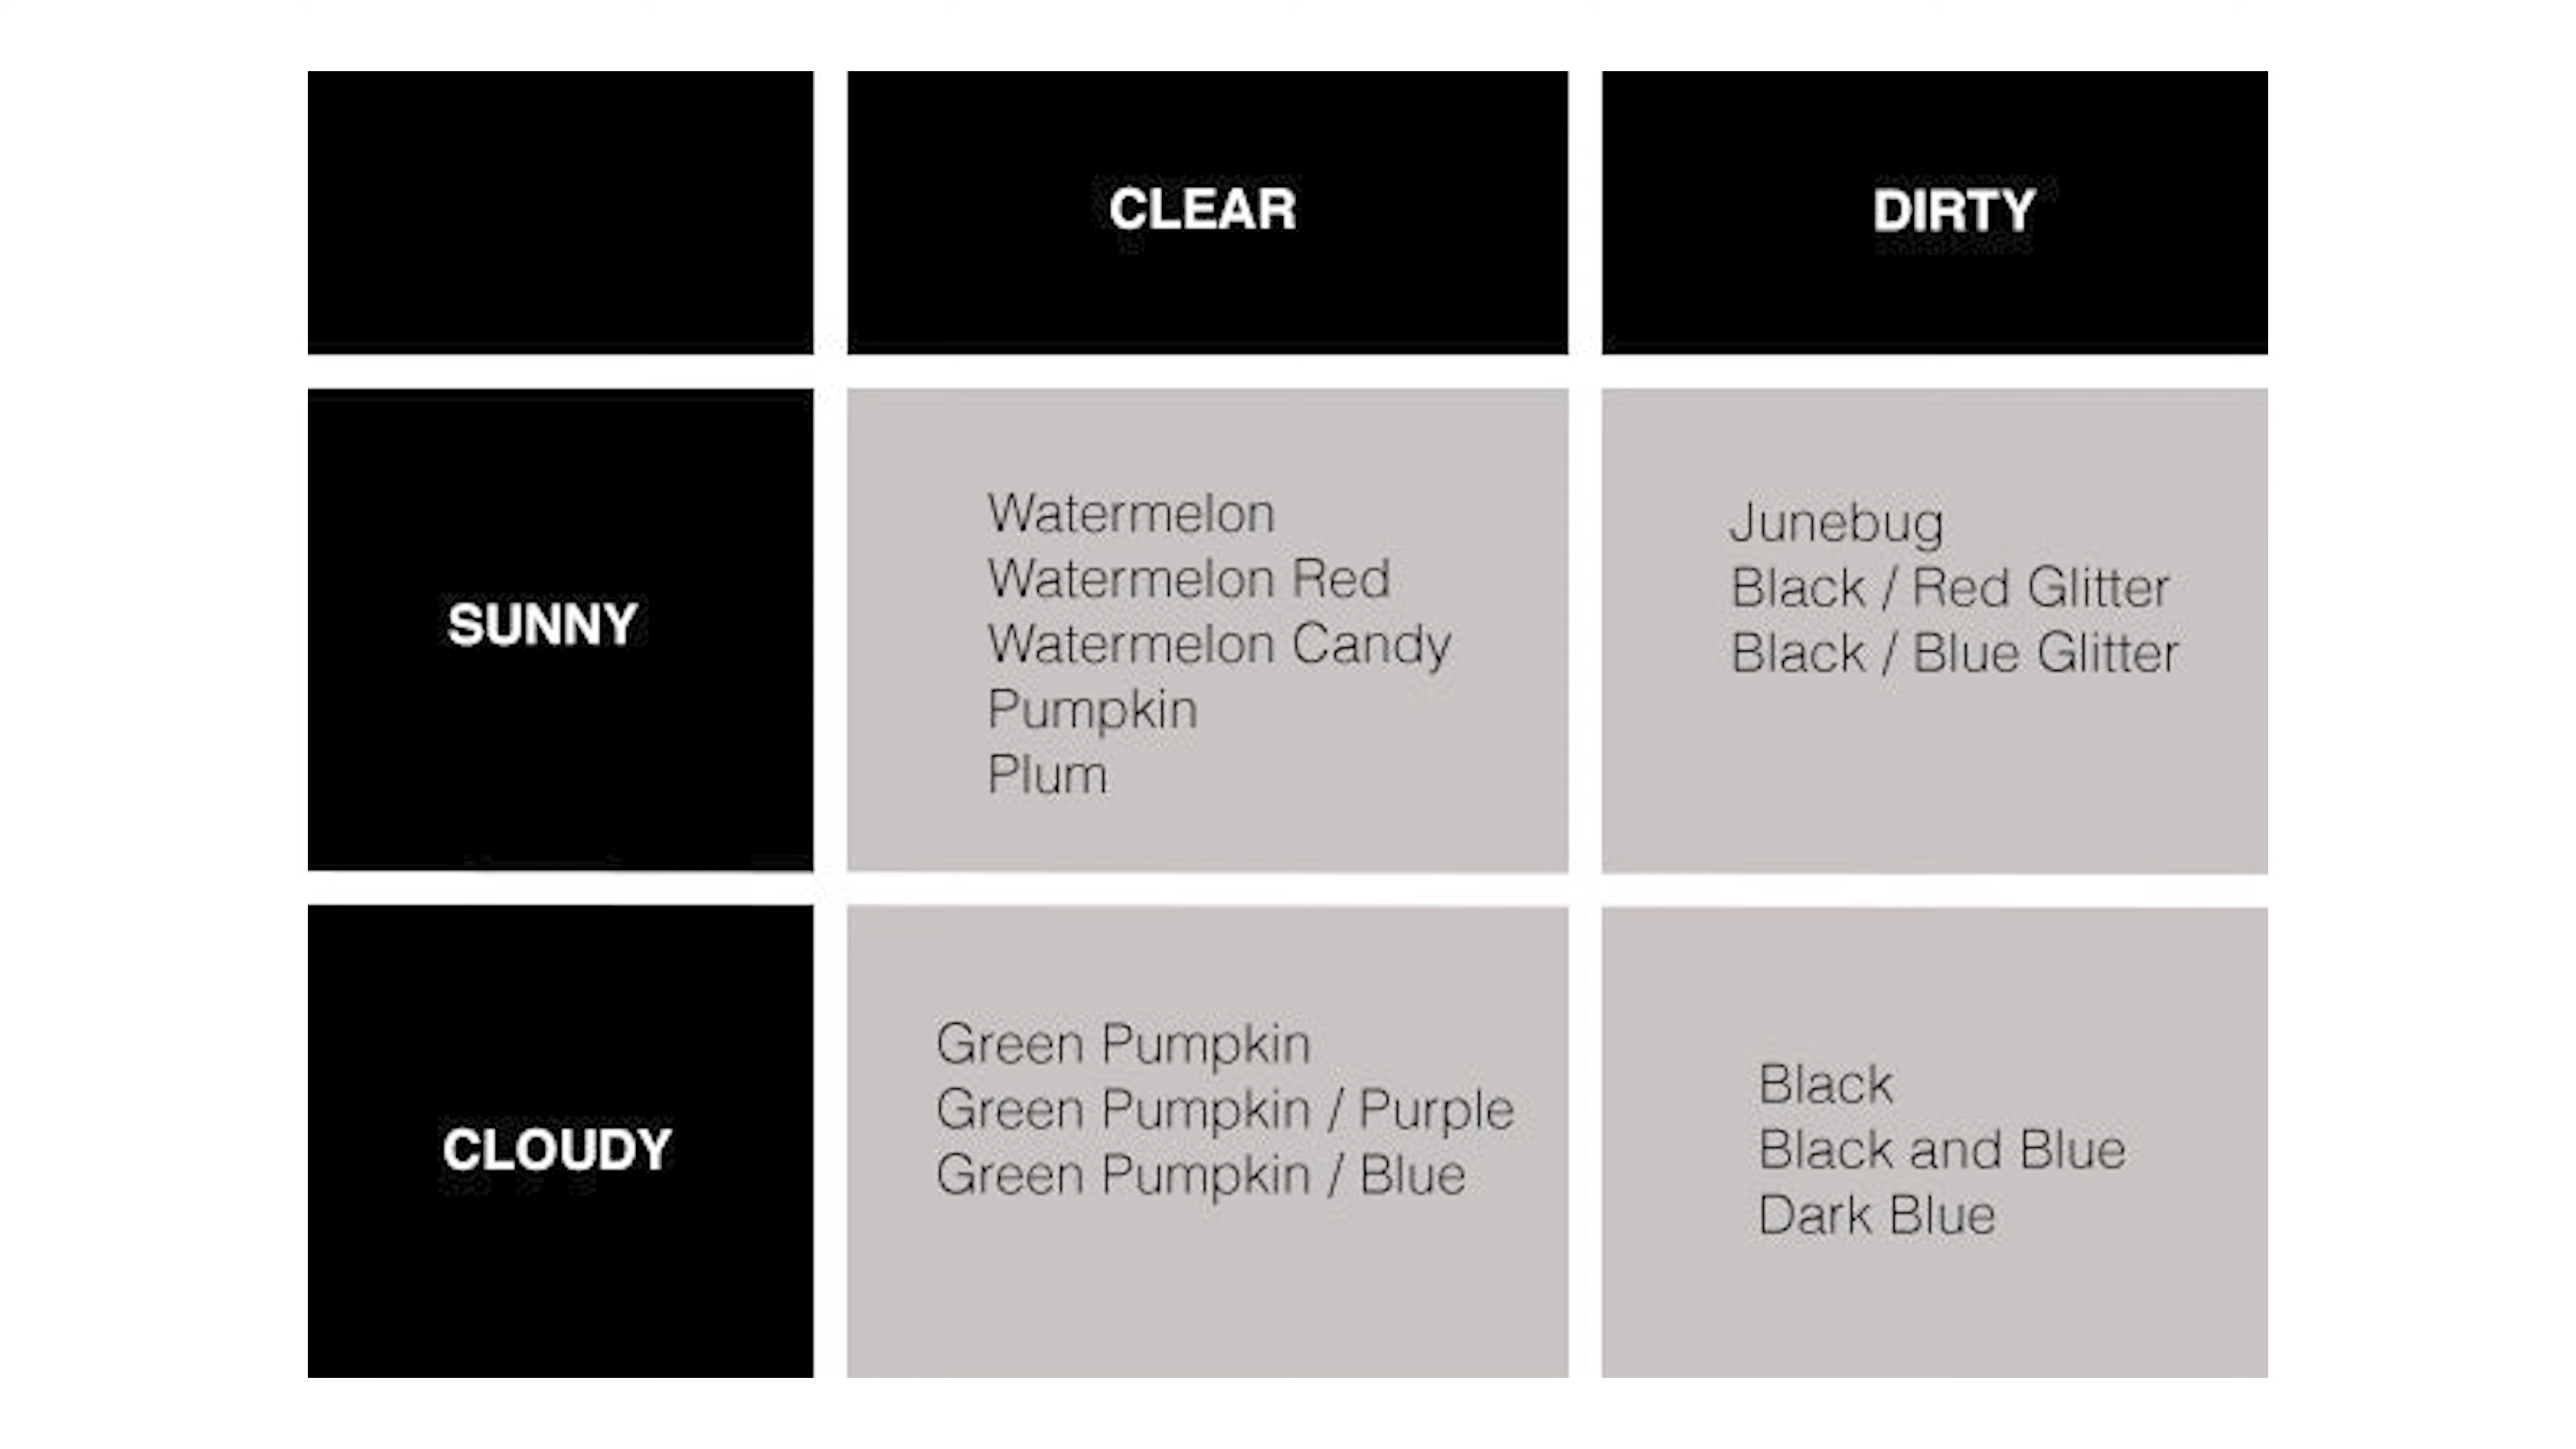 CLEAR
DIRTY
SUNNY
Watermelon
Watermelon Red
Watermelon Candy
Pumpkin
Plum
Junebug
Black / Red Glitter
Black / Blue Glitter
CLOUDY
Green Pumpkin
Green Pumpkin / Purple
Green Pumpkin / Blue
Black
Black and Blue
Dark Blue